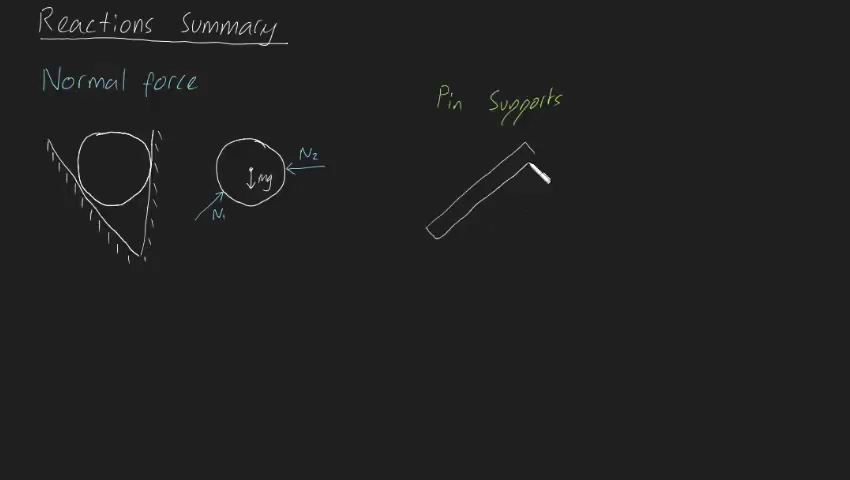 Reactions Summary
Normal force
Pin Supports
N2
mg
N1